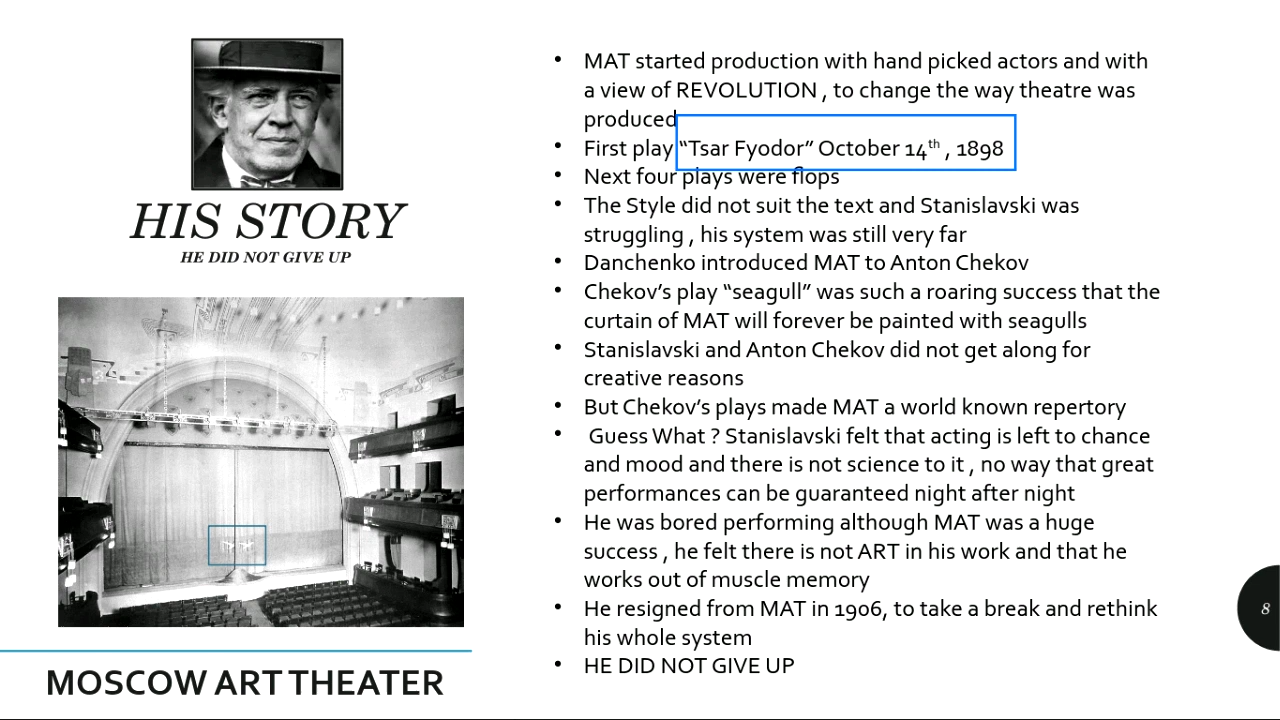 HIS STORY
HE DID NOT GIVE UP
MOSCOW ART THEATER
• MAT started production with hand picked actors and with
a view of REVOLUTION , to change the way theatre was
produced
• First play “Tsar Fyodor” October 14th , 1898
• Next four plays were flops
• The Style did not suit the text and Stanislavski was
struggling , his system was still very far
• Danchenko introduced MAT to Anton Chekov
• Chekov’s play “seagull” was such a roaring success that the
curtain of MAT will forever be painted with seagulls
• Stanislavski and Anton Chekov did not get along for
creative reasons
• But Chekov’s plays made MAT a world known repertory
• Guess What ? Stanislavski felt that acting is left to chance
and mood and there is not science to it , no way that great
performances can be guaranteed night after night
• He was bored performing although MAT was a huge
success , he felt there is not ART in his work and that he
works out of muscle memory
• He resigned from MAT in 1906, to take a break and rethink
his whole system
• HE DID NOT GIVE UP
8